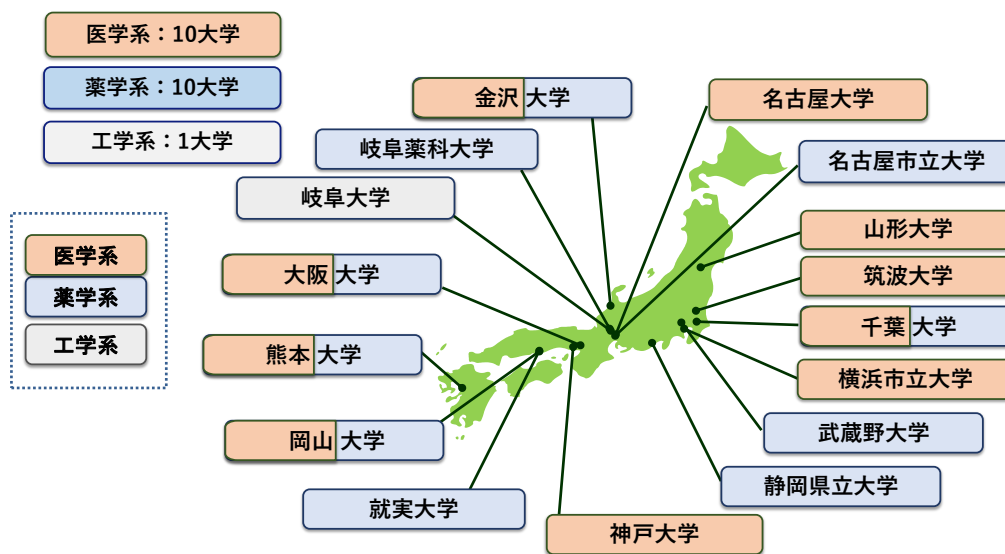 医学系：10大学
薬学系：10大学
工学系：1大学
医学系
薬学系
工学系
金沢 大学
岐阜薬科大学
岐阜大学
大阪 大学
熊本 大学
岡山 大学
就実大学
神戸大学
名古屋大学
名古屋市立大学
山形大学
筑波大学
千葉 大学
横浜市立大学
武蔵野大学
静岡県立大学